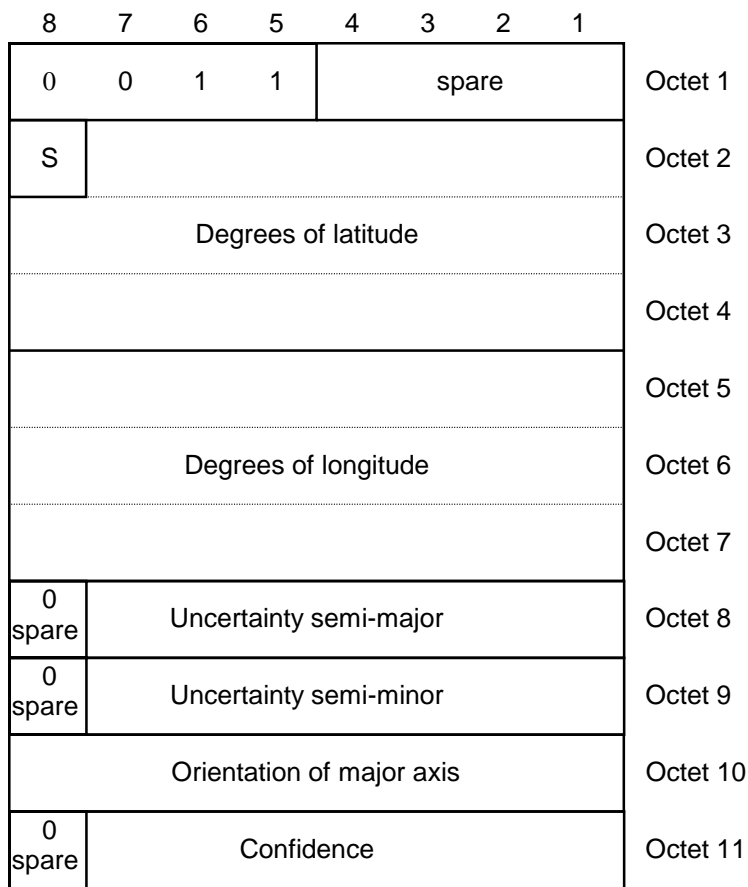 8 7 6 5 4 3 2 1
0 0 1 1 spare Octet 1
S Octet 2
Degrees of latitude Octet 3
Octet 4
Octet 5
Degrees of longitude Octet 6
Octet 7
0
spare Uncertainty semi-major Octet 8
0
spare Uncertainty semi-minor Octet 9
Orientation of major axis Octet 10
0
spare Confidence Octet 11